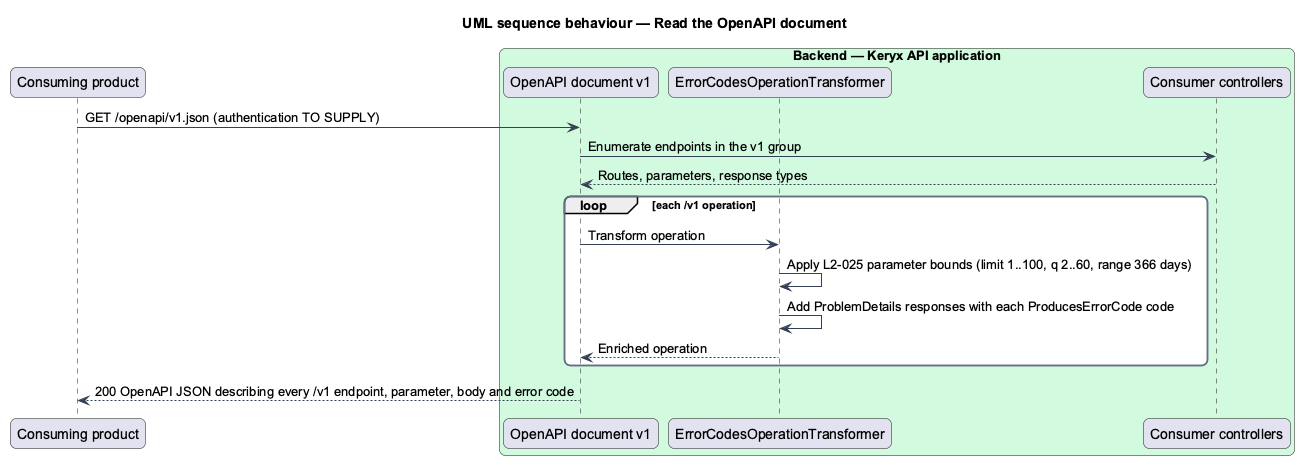 UML sequence behaviour — Read the OpenAPI document
Backend — Keryx API application
Consuming product
OpenAPI document v1
ErrorCodesOperationTransformer
Consumer controllers
GET /openapi/v1.json (authentication TO SUPPLY)
Enumerate endpoints in the v1 group
Routes, parameters, response types
loop
[each /v1 operation]
Transform operation
Apply L2-025 parameter bounds (limit 1..100, q 2..60, range 366 days)
Add ProblemDetails responses with each ProducesErrorCode code
Enriched operation
200 OpenAPI JSON describing every /v1 endpoint, parameter, body and error code
Consuming product
OpenAPI document v1
ErrorCodesOperationTransformer
Consumer controllers